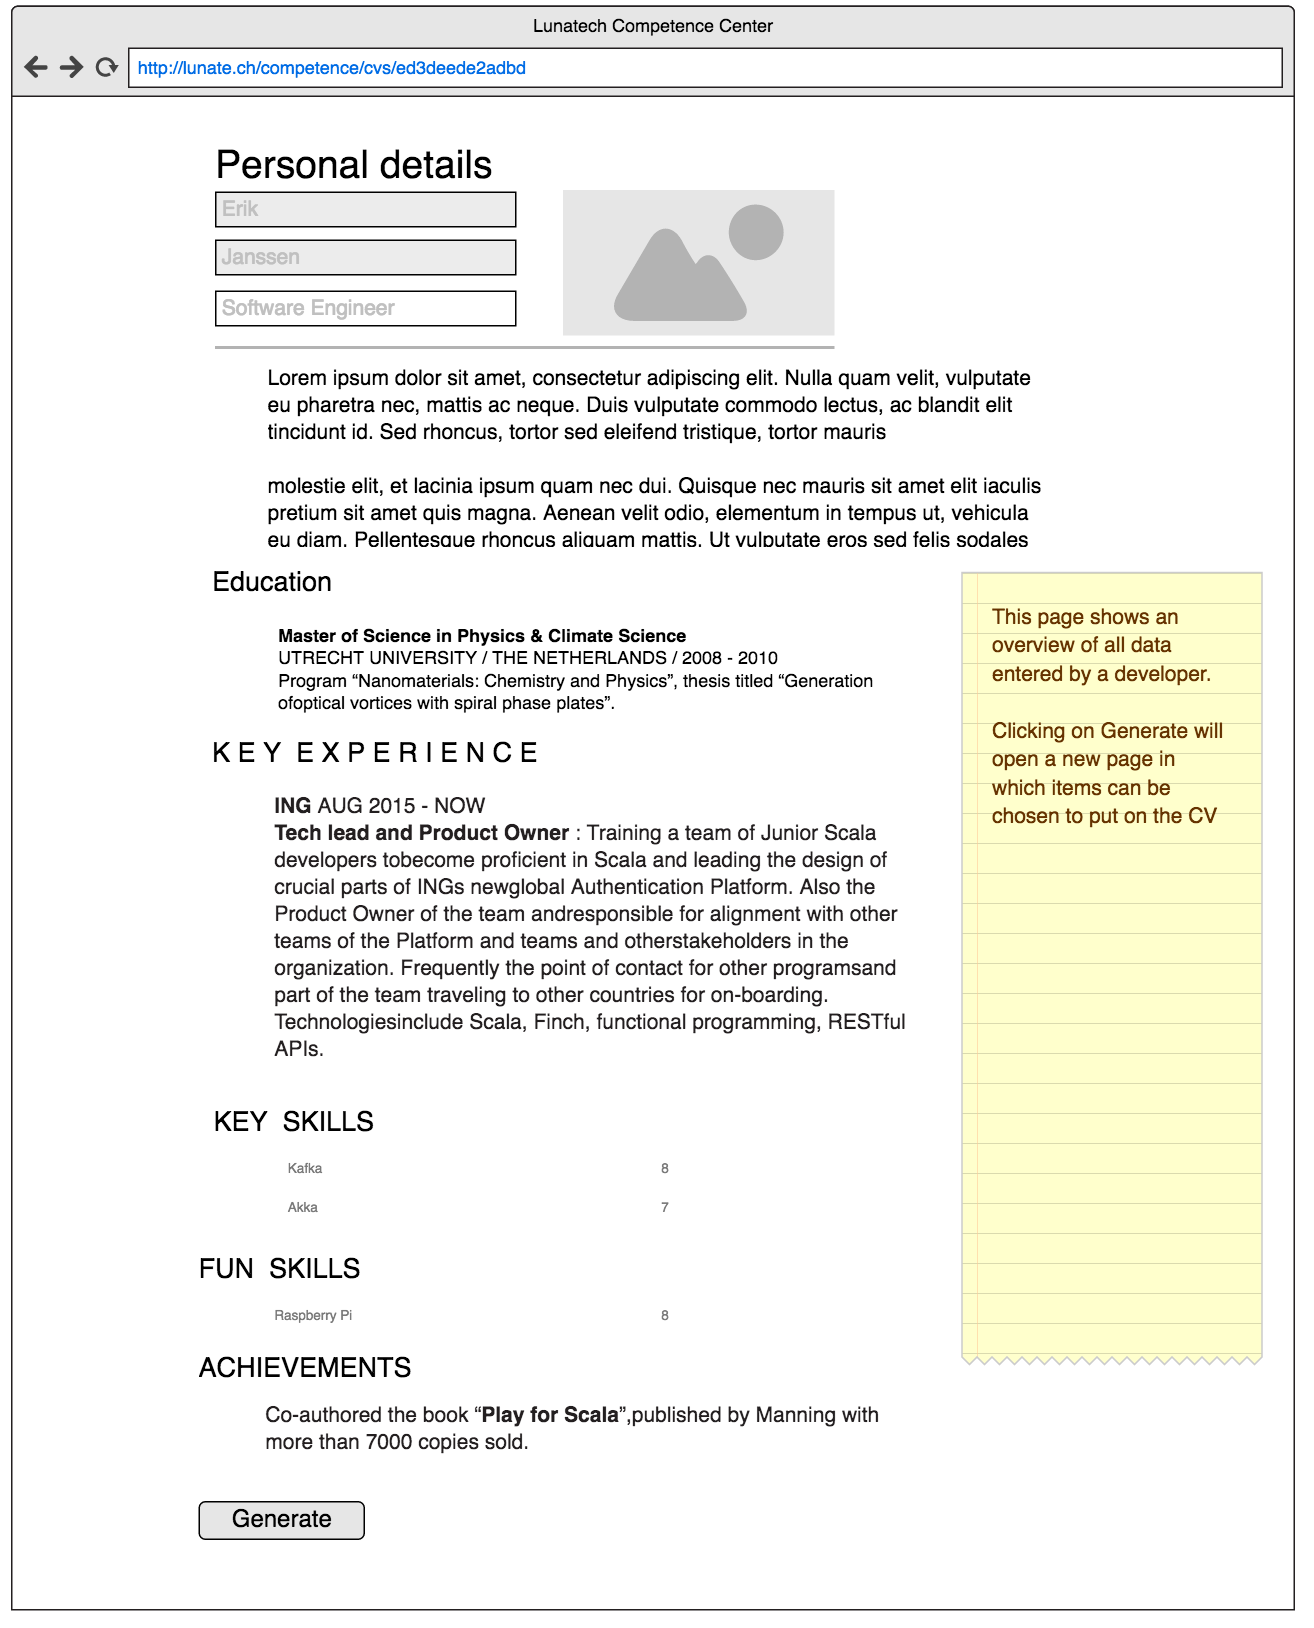 Lunatech Competence Center
http://lunate.ch/competence/cvs/ed3deede2adbd
Personal details
Erik
Janssen
Software Engineer
Lorem ipsum dolor sit amet, consectetur adipiscing elit. Nulla quam velit, vulputate
eu pharetra nec, mattis ac neque. Duis vulputate commodo lectus, ac blandit elit
tincidunt id. Sed rhoncus, tortor sed eleifend tristique, tortor mauris
molestie elit, et lacinia ipsum quam nec dui. Quisque nec mauris sit amet elit iaculis
pretium sit amet quis magna. Aenean velit odio, elementum in tempus ut, vehicula
eu diam. Pellentesque rhoncus aliquam mattis. Ut vulputate eros sed felis sodales
Education
Master of Science in Physics & Climate Science
UTRECHT UNIVERSITY / THE NETHERLANDS / 2008 - 2010
Program “Nanomaterials: Chemistry and Physics”, thesis titled “Generation
ofoptical vortices with spiral phase plates”.
KEY EXPERIENCE
ING AUG 2015 - NOW
Tech lead and Product Owner : Training a team of Junior Scala
developers tobecome proficient in Scala and leading the design of
crucial parts of INGs newglobal Authentication Platform. Also the
Product Owner of the team andresponsible for alignment with other
teams of the Platform and teams and otherstakeholders in the
organization. Frequently the point of contact for other programsand
part of the team traveling to other countries for on-boarding.
Technologiesinclude Scala, Finch, functional programming, RESTful
APIs.
KEY SKILLS
Kafka 8
Akka 7
FUN SKILLS
Raspberry Pi 8
ACHIEVEMENTS
Co-authored the book “Play for Scala”,published by Manning with
more than 7000 copies sold.
Generate
This page shows an
overview of all data
entered by a developer.
Clicking on Generate will
open a new page in
which items can be
chosen to put on the CV